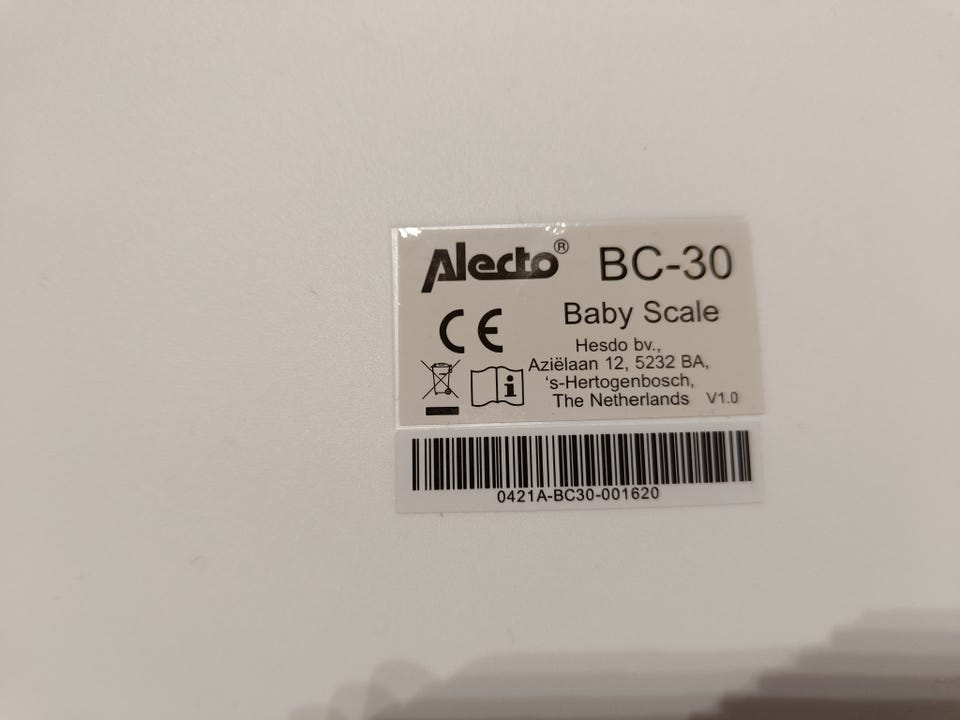 Alecto® BC-30
CE
Baby Scale
Hesdo bv.,
Aziëlaan 12, 5232 BA,
's-Hertogenbosch,
The Netherlands V1.0
0421A-BC30-001620